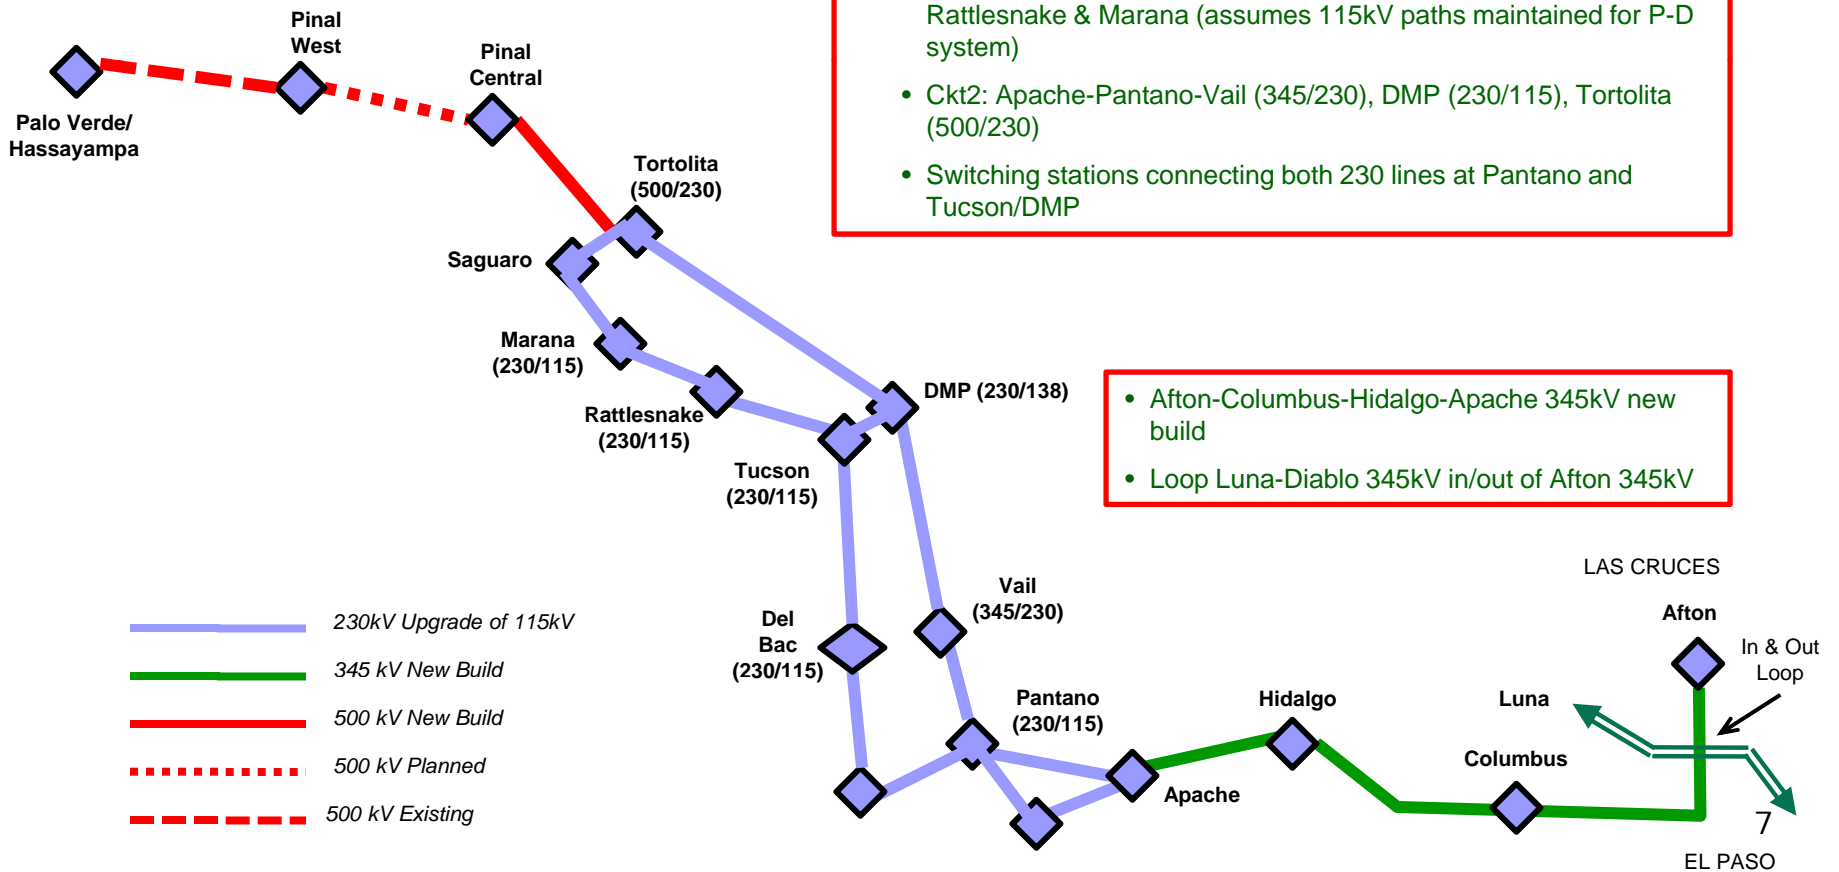 Rattlesnake & Marana (assumes 115kV paths maintained for P-D
system)
• Ckt2: Apache-Pantano-Vail (345/230), DMP (230/115), Tortolita
(500/230)
• Switching stations connecting both 230 lines at Pantano and
Tucson/DMP
Pinal
West
Pinal
Central
Palo Verde/
Hassayampa
Tortolita
(500/230)
Saguaro
Marana
(230/115)
Rattlesnake
(230/115)
DMP (230/138)
Tucson
(230/115)
• Afton-Columbus-Hidalgo-Apache 345kV new
build
• Loop Luna-Diablo 345kV in/out of Afton 345kV
Vail
(345/230)
Del
Bac
(230/115)
Pantano
(230/115)
Apache
Hidalgo
Columbus
Luna
LAS CRUCES
Afton
In & Out
Loop
230kV Upgrade of 115kV
345 kV New Build
500 kV New Build
500 kV Planned
500 kV Existing
7
EL PASO